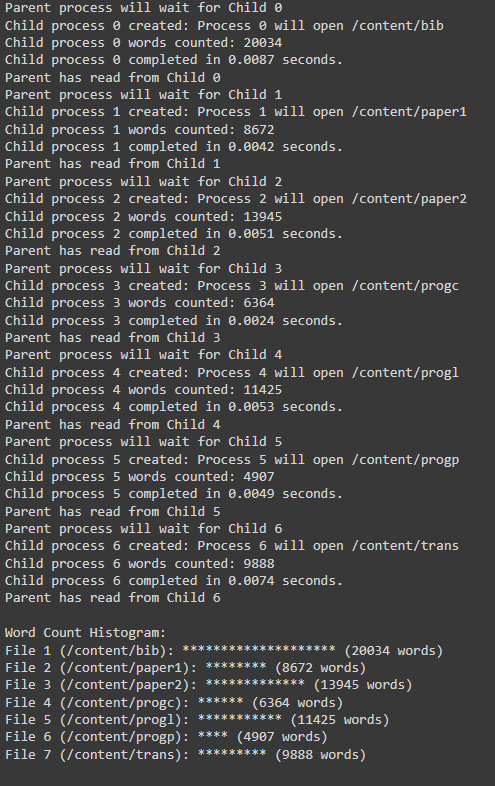 Parent process will wait for Child 0
Child process 0 created: Process 0 will open /content/bib
Child process 0 words counted: 20034
Child process 0 completed in 0.0087 seconds.
Parent has read from Child 0
Parent process will wait for Child 1
Child process 1 created: Process 1 will open /content/paper1
Child process 1 words counted: 8672
Child process 1 completed in 0.0042 seconds.
Parent has read from Child 1
Parent process will wait for Child 2
Child process 2 created: Process 2 will open /content/paper2
Child process 2 words counted: 13945
Child process 2 completed in 0.0051 seconds.
Parent has read from Child 2
Parent process will wait for Child 3
Child process 3 created: Process 3 will open /content/progc
Child process 3 words counted: 6364
Child process 3 completed in 0.0024 seconds.
Parent has read from Child 3
Parent process will wait for Child 4
Child process 4 created: Process 4 will open /content/progl
Child process 4 words counted: 11425
Child process 4 completed in 0.0053 seconds.
Parent has read from Child 4
Parent process will wait for Child 5
Child process 5 created: Process 5 will open /content/progp
Child process 5 words counted: 4907
Child process 5 completed in 0.0049 seconds.
Parent has read from Child 5
Parent process will wait for Child 6
Child process 6 created: Process 6 will open /content/trans
Child process 6 words counted: 9888
Child process 6 completed in 0.0074 seconds.
Parent has read from Child 6

Word Count Histogram:
File 1 (/content/bib): ******************** (20034 words)
File 2 (/content/paper1): ******** (8672 words)
File 3 (/content/paper2): ************* (13945 words)
File 4 (/content/progc): ****** (6364 words)
File 5 (/content/progl): *********** (11425 words)
File 6 (/content/progp): **** (4907 words)
File 7 (/content/trans): ********* (9888 words)